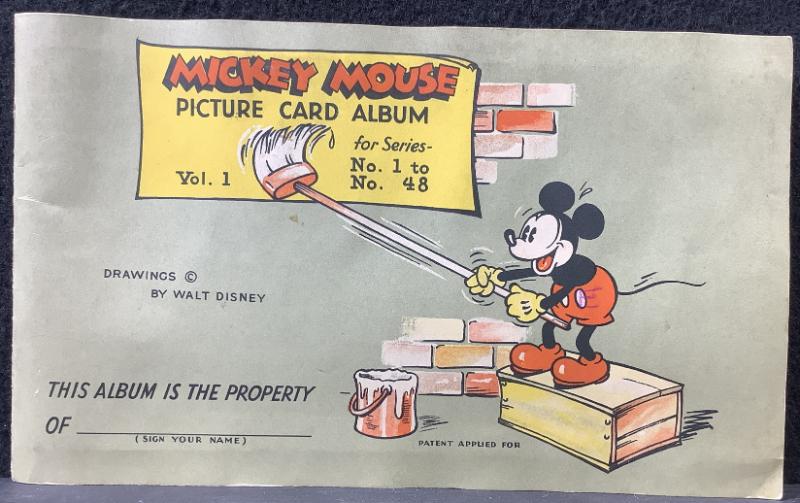 MICKEY MOUSE
PICTURE CARD ALBUM
for Series-
Vol. 1
No. 1 to
No. 48
DRAWINGS ©
BY WALT DISNEY
THIS ALBUM IS THE PROPERTY
OF
(SIGN YOUR NAME)
PATENT APPLIED FOR